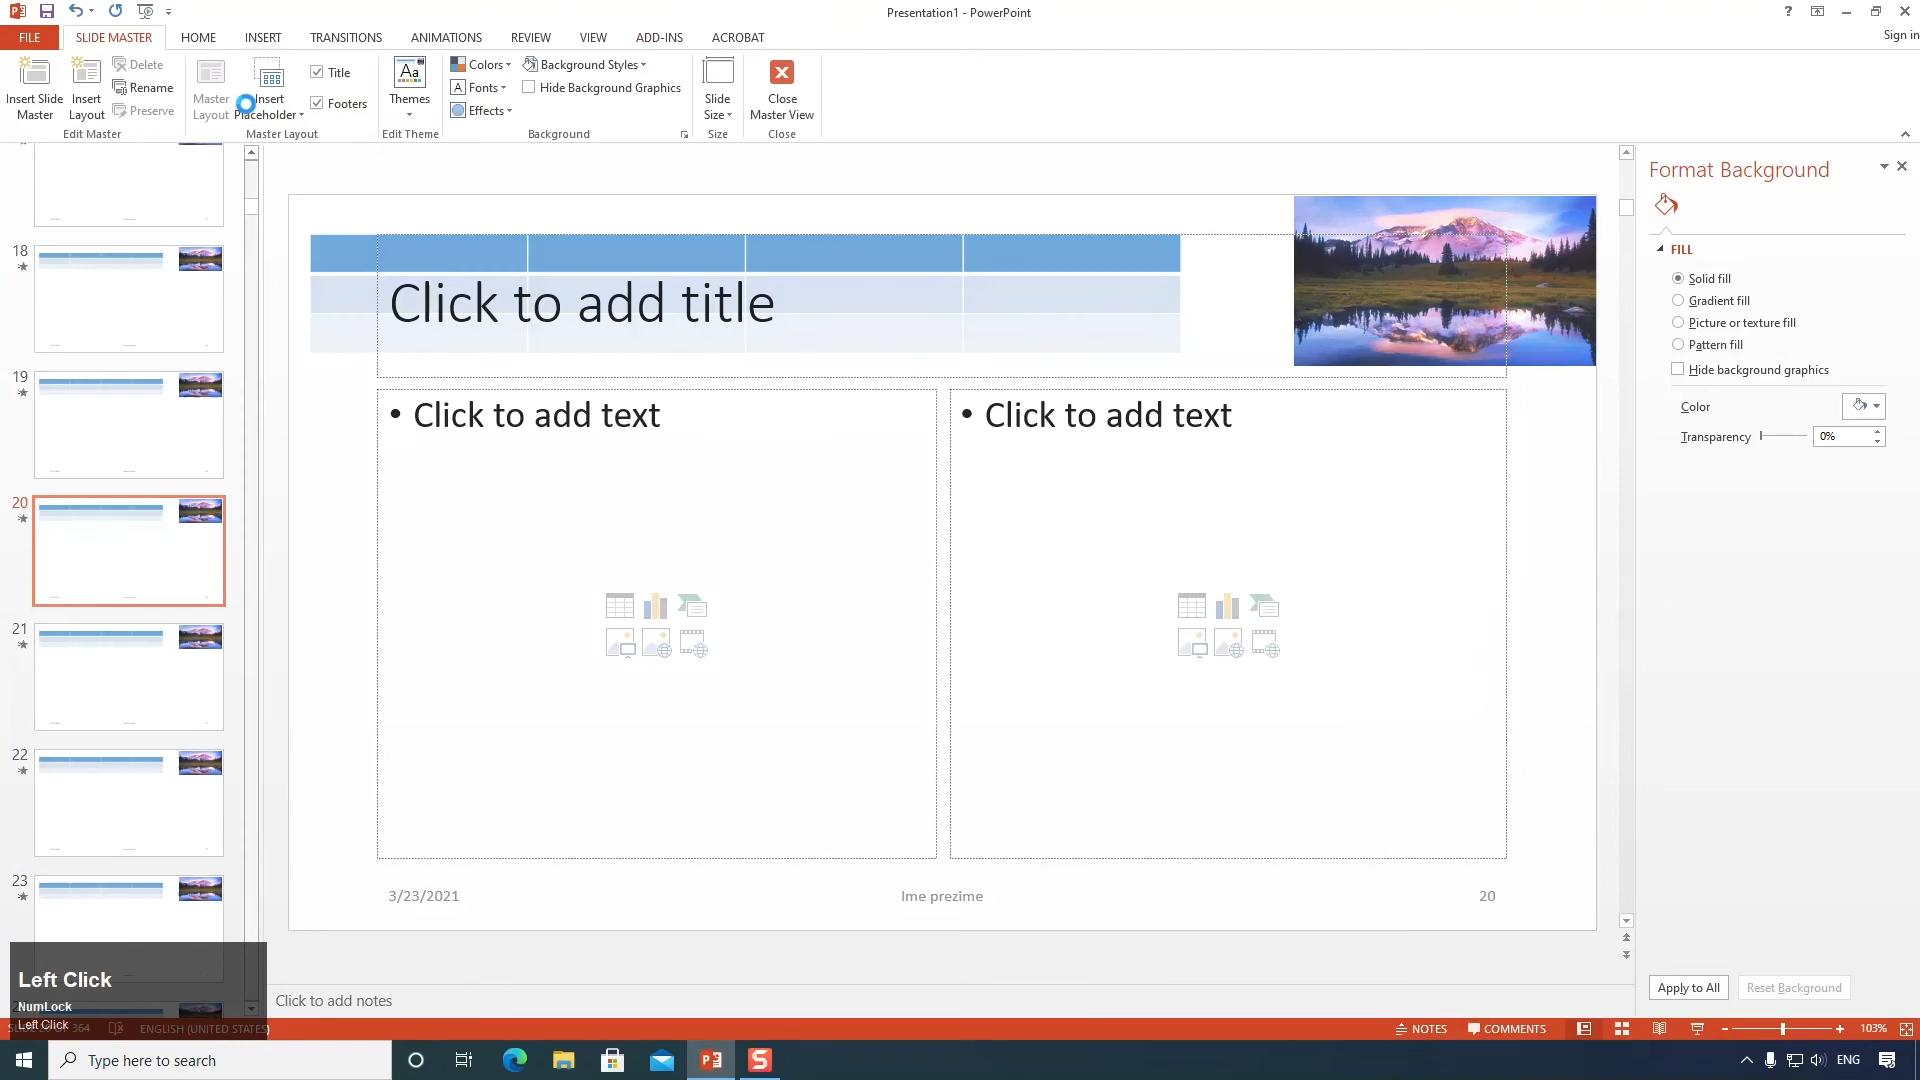 Presentation1 - PowerPoint
FILE SLIDE MASTER HOME INSERT TRANSITIONS ANIMATIONS REVIEW VIEW ADD-INS ACROBAT
Sign in
Insert Slide Master
Insert Layout
Delete
Rename
Preserve
Edit Master
Master Layout
Insert Placeholder
Title
Footers
Master Layout
Aa
Themes
Edit Theme
Colors
A Fonts
Effects
Background Styles
Hide Background Graphics
Background
Slide Size
Size
Close Master View
Close
18
19
20
21
22
23
Click to add title
• Click to add text
• Click to add text
3/23/2021
Ime prezime
20
Click to add notes
Format Background
FILL
Solid fill
Gradient fill
Picture or texture fill
Pattern fill
Hide background graphics
Color
Transparency 0%
Apply to All
Reset Background
Left Click
NumLock
Left Click
364
ENGLISH (UNITED STATES)
NOTES COMMENTS 103%
Type here to search
ENG